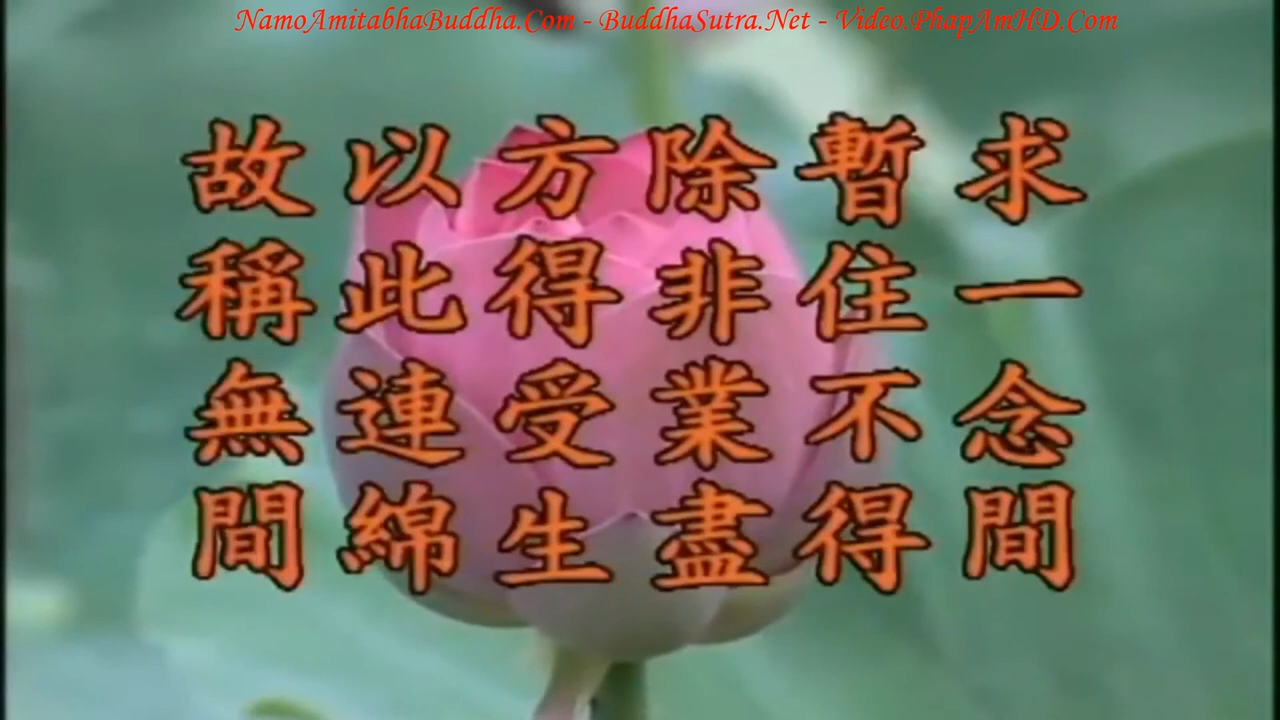 NamoAmitabhaBuddha.Com - BuddhaSutra.Net - Video.PhapAmHD.Com
求一念間
暫住不得
除非業盡
方得受生
以此連綿
故稱無間